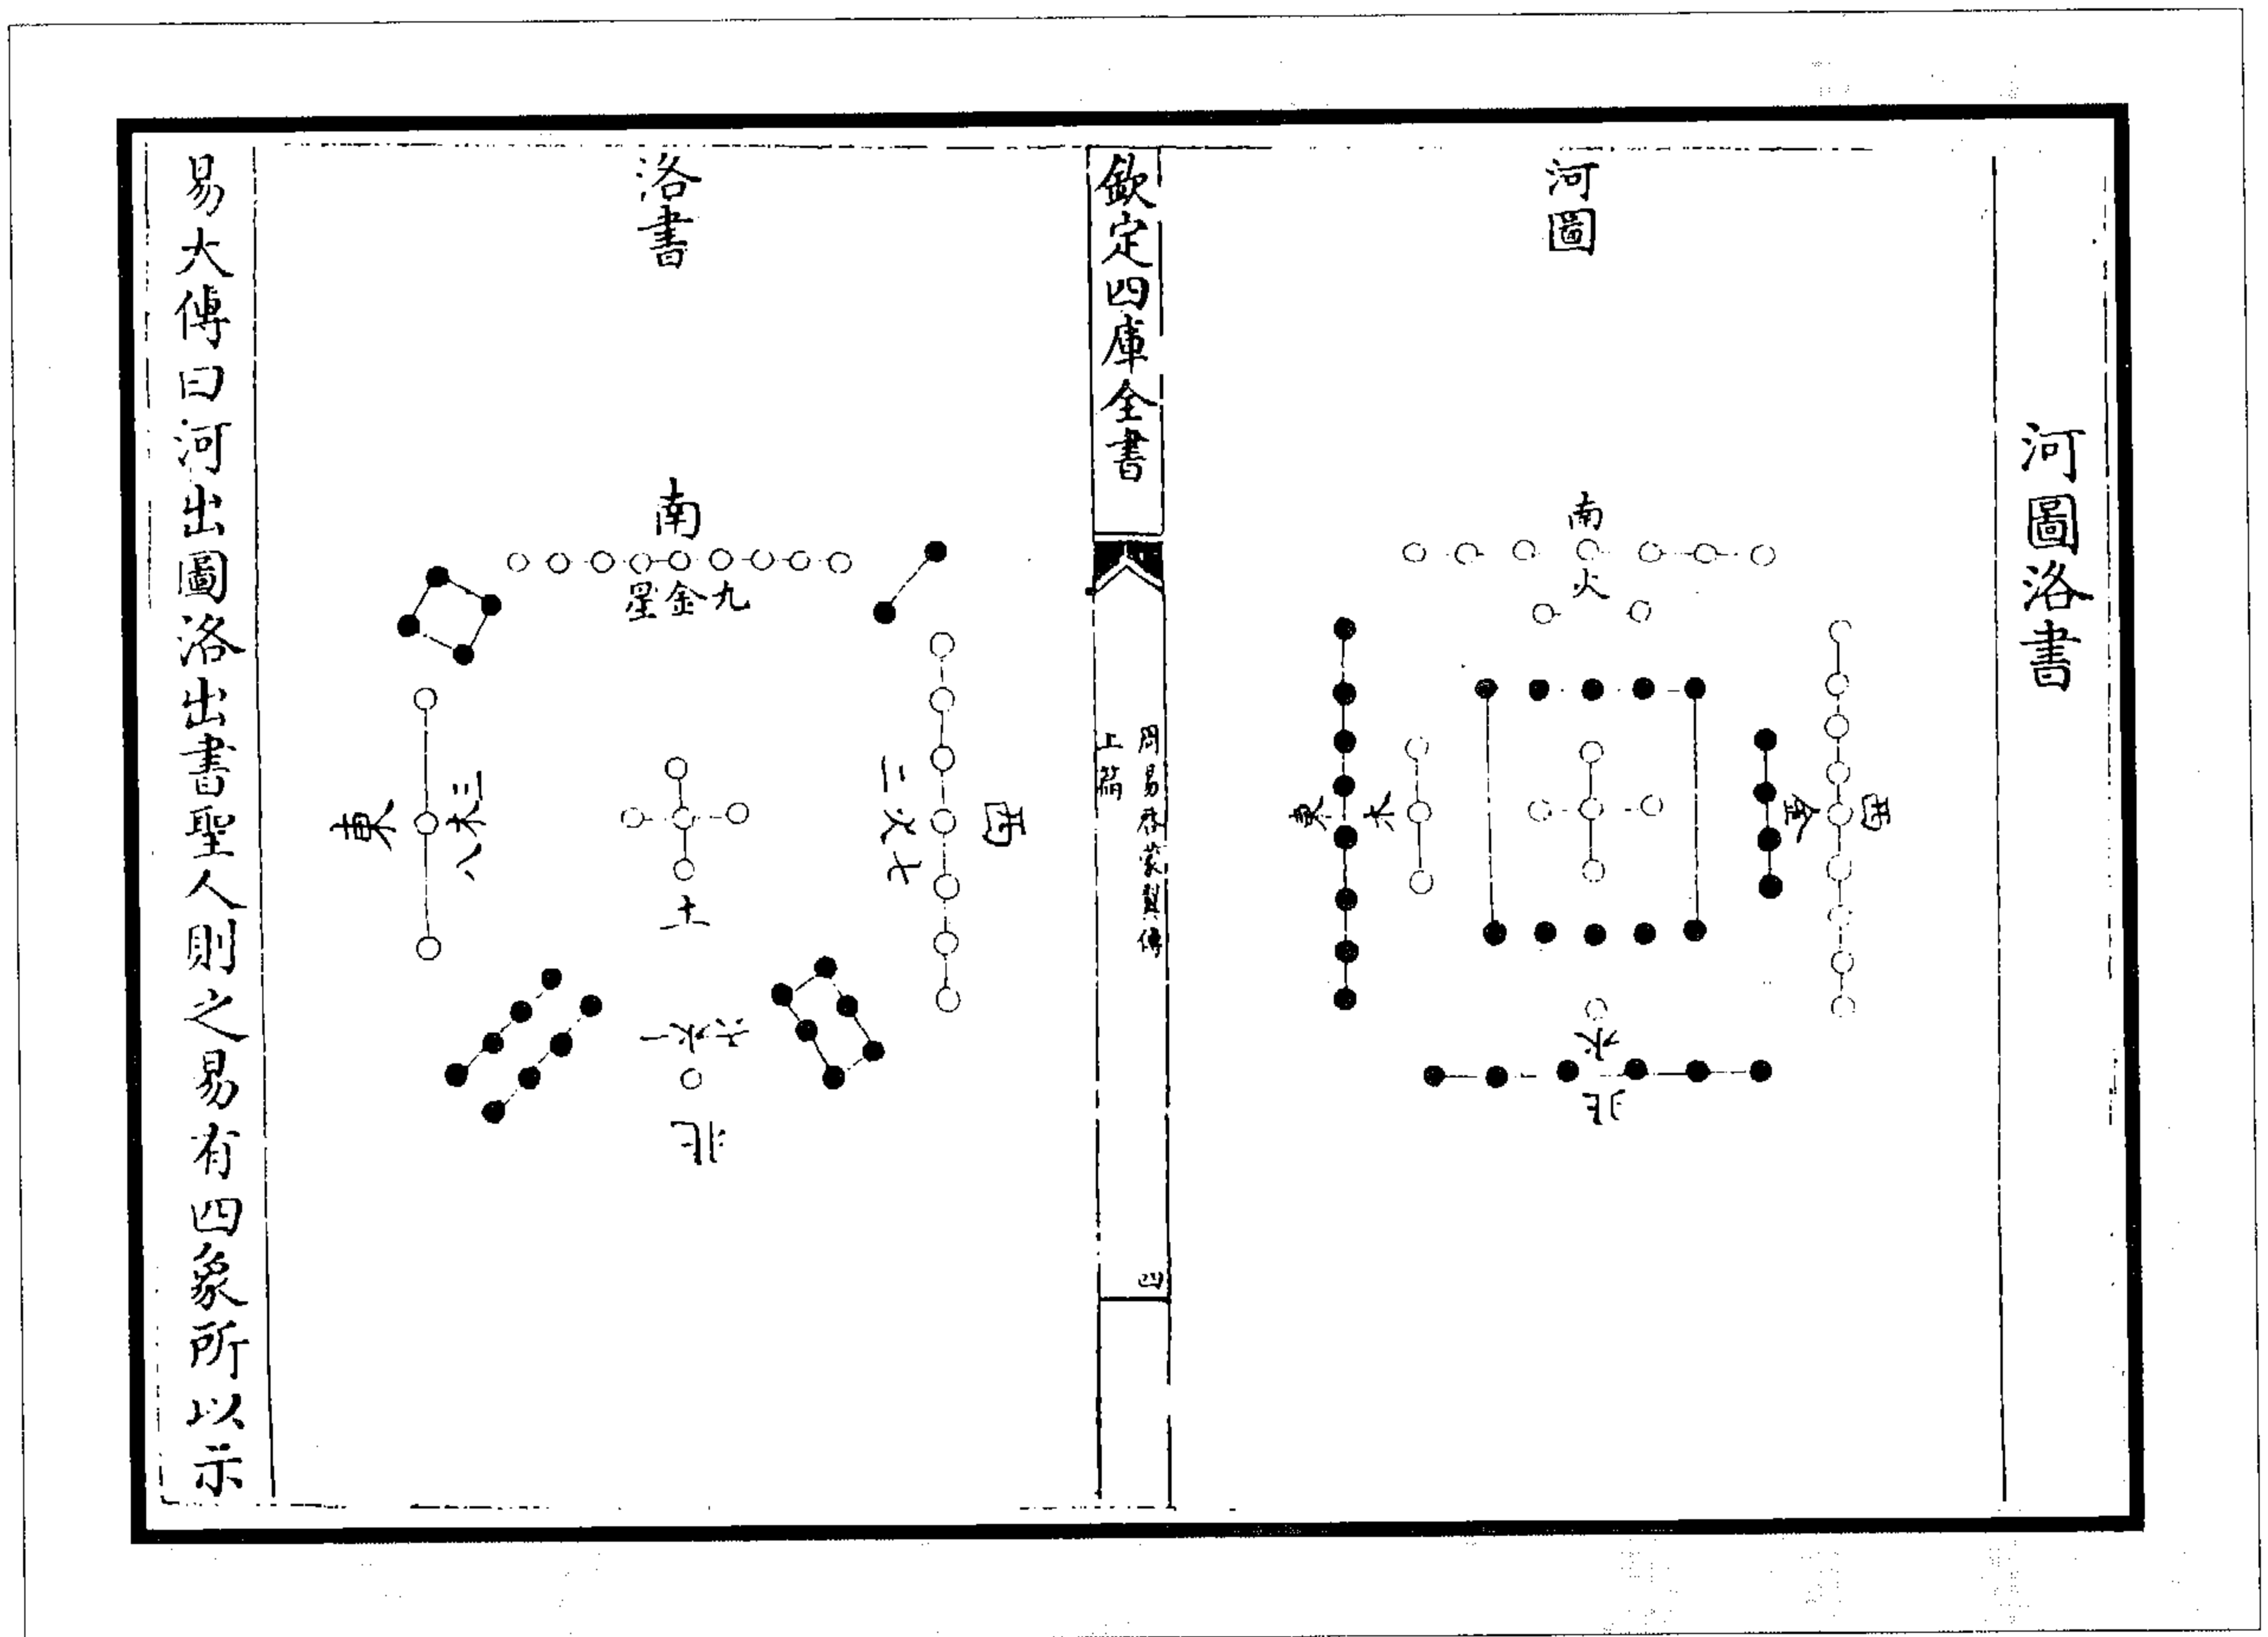 河圖洛書
河圖
南
火
東
木
金
西
水
北
欽定四庫全書
周易啓蒙翼傳
上篇
四
洛書
南
星金九
東
三木八
土
二火七
西
一水六
北
易大傳曰河出圖洛出書聖人則之易有四象所以示